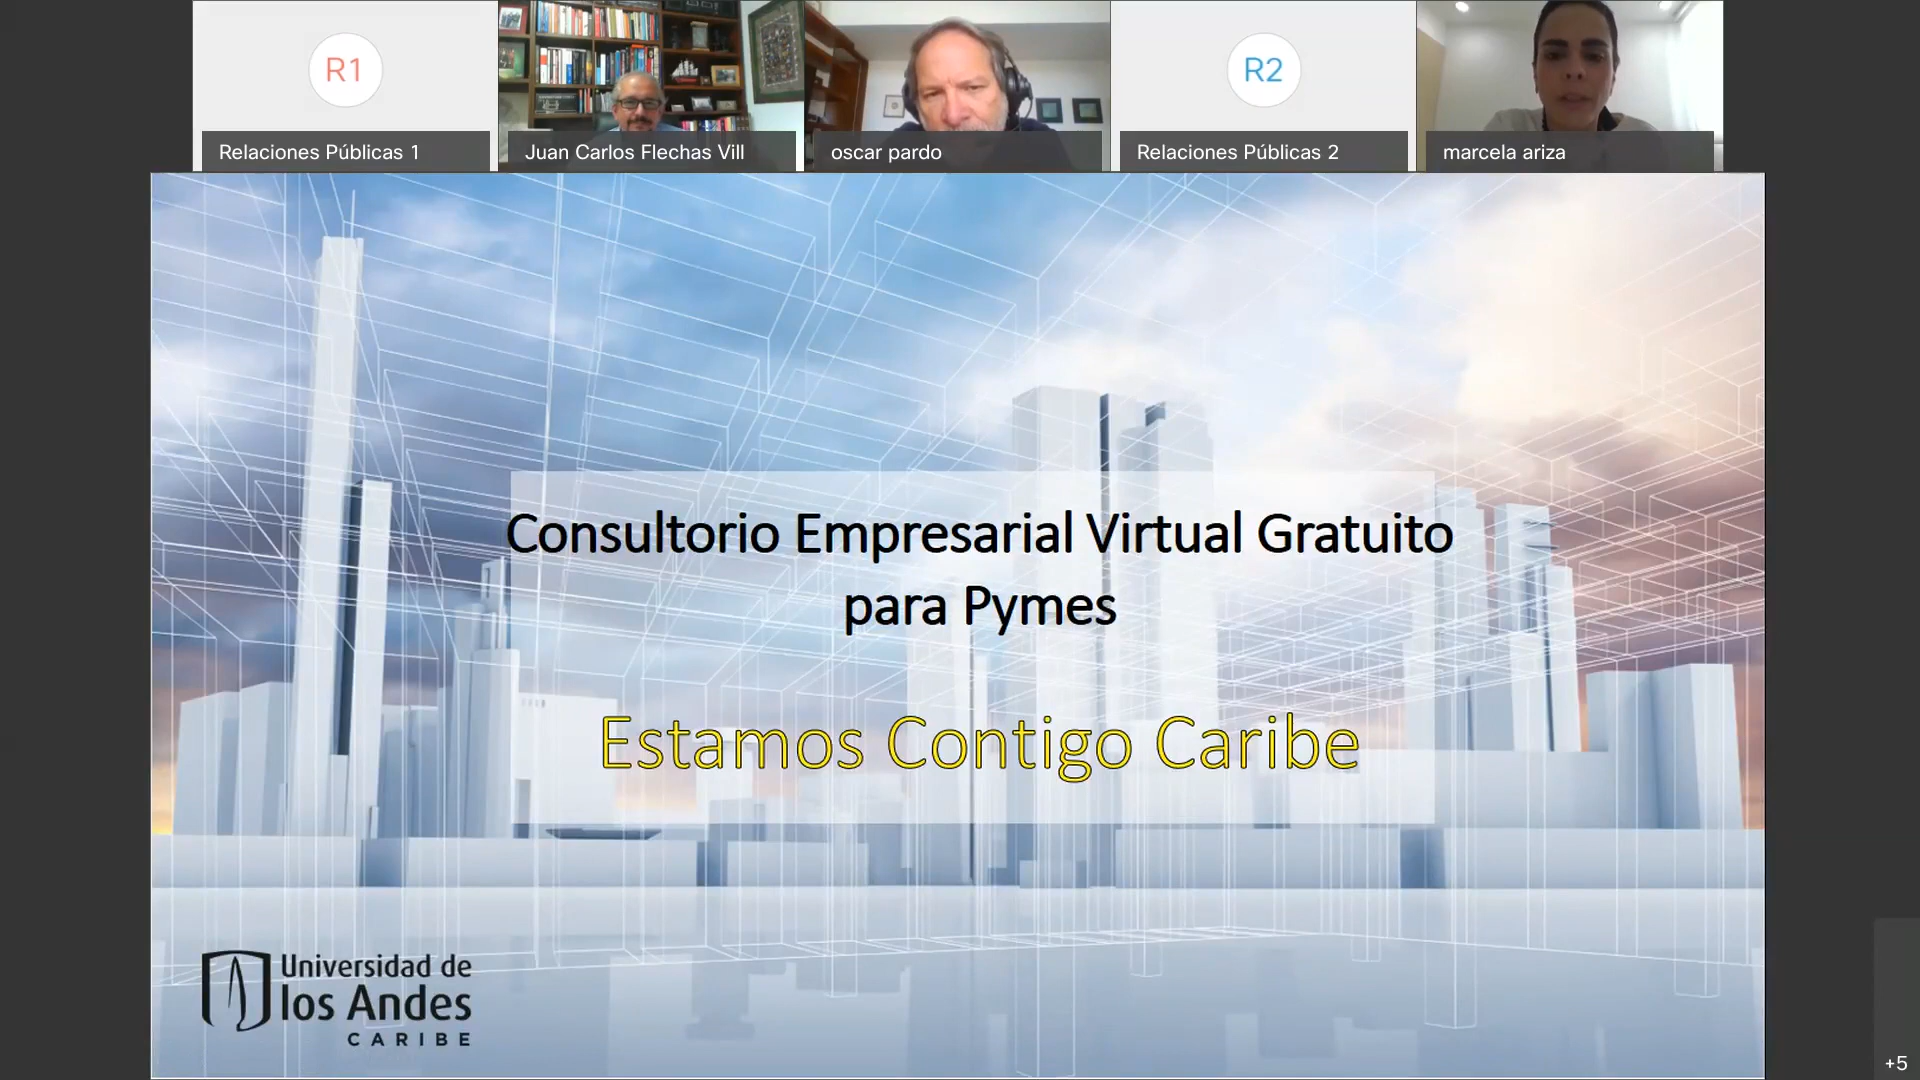 R1
R2
Relaciones Públicas 1
Juan Carlos Flechas Vill
oscar pardo
Relaciones Públicas 2
marcela ariza
Consultorio Empresarial Virtual Gratuito
para Pymes
Estamos Contigo Caribe
Universidad de
los Andes
CARIBE
+5